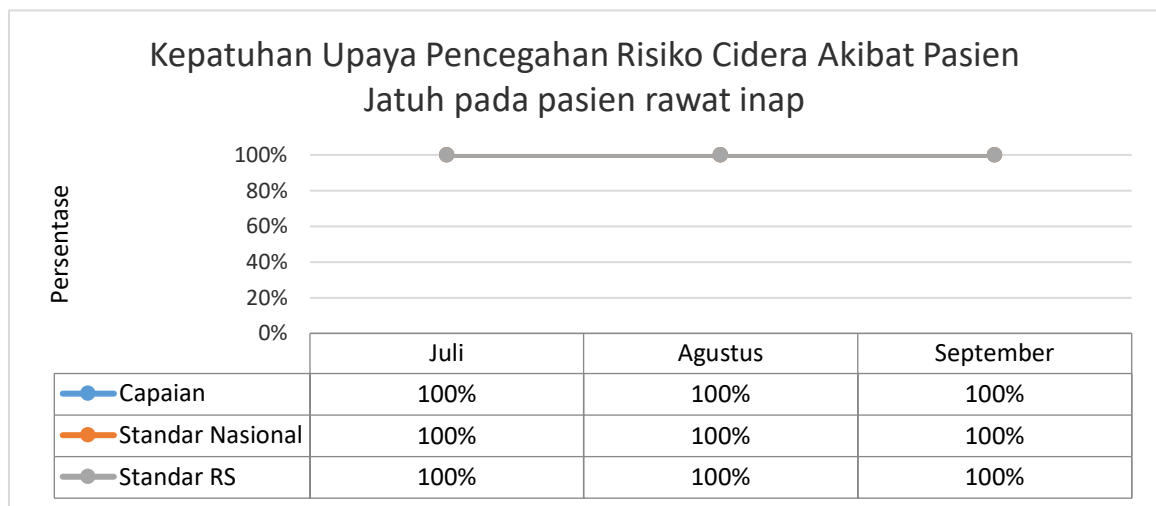 Kepatuhan Upaya Pencegahan Risiko Cidera Akibat Pasien
Jatuh pada pasien rawat inap
Persentase
100%
80%
60%
40%
20%
0%
Juli Agustus September
Capaian 100% 100% 100%
Standar Nasional 100% 100% 100%
Standar RS 100% 100% 100%